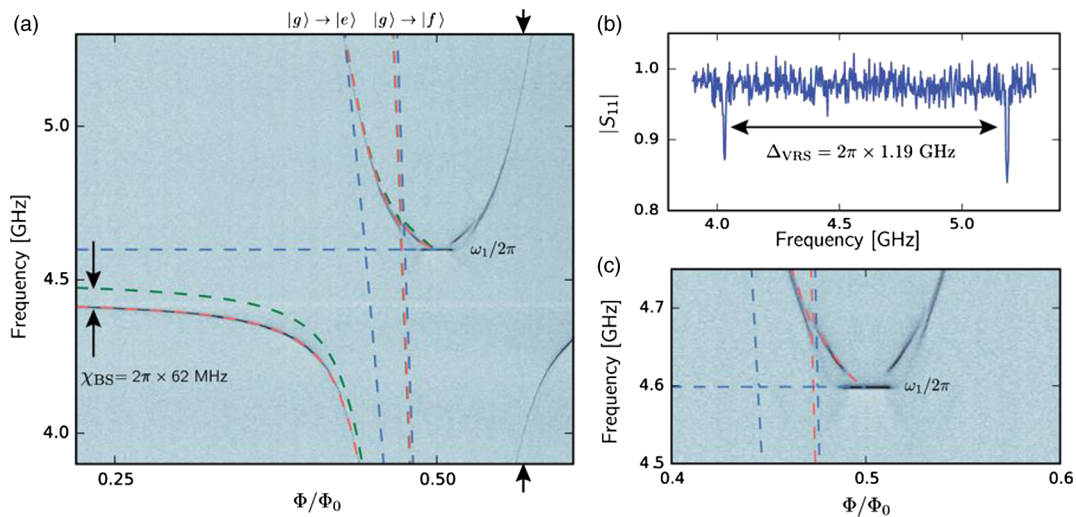 (a)
|g⟩ → |e⟩ |g⟩ → |f⟩
Frequency [GHz]
5.0
4.5
4.0
ω₁/2π
χBS = 2π × 62 MHz
0.25
0.50
Φ/Φ₀
(b)
|S₁₁|
1.0
0.9
0.8
ΔVRS = 2π × 1.19 GHz
4.0
4.5
5.0
Frequency [GHz]
(c)
Frequency [GHz]
4.7
4.6
4 5
ω₁/2π
0.4
0.5
0.6
Φ/Φ₀